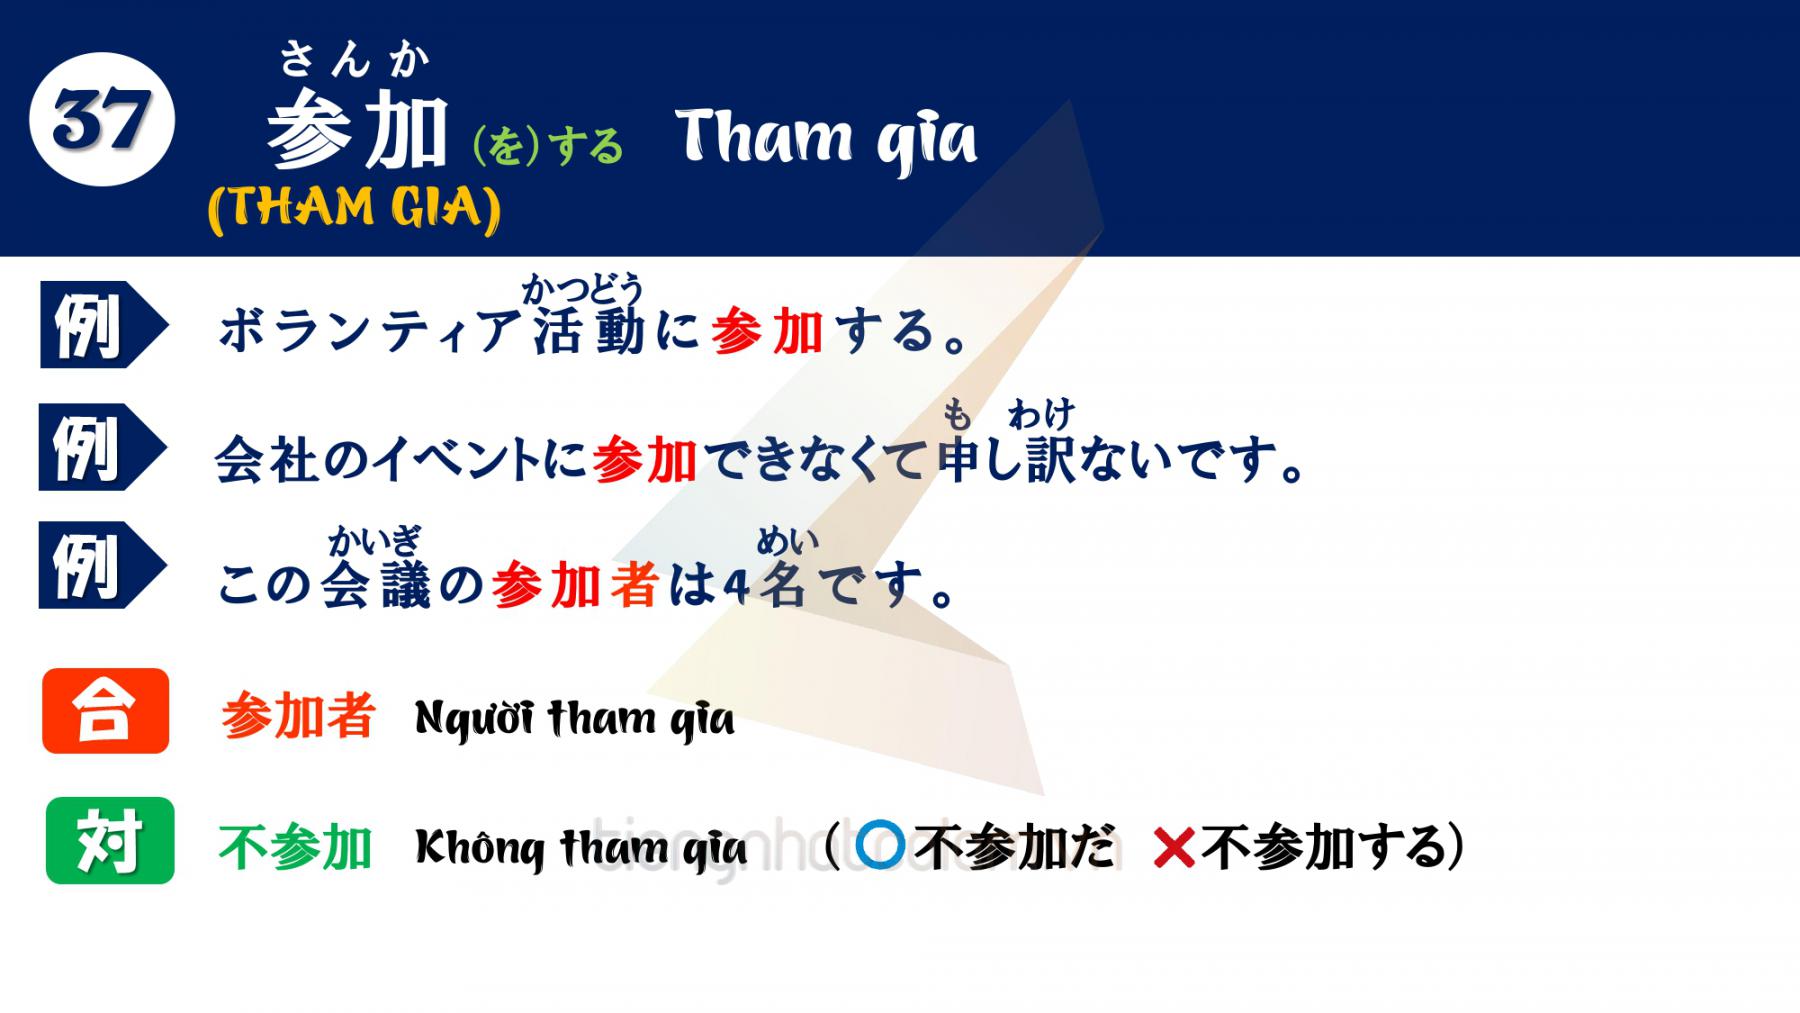 さんか
37 参加(を)する Tham gia
(THAM GIA)
かつどう
例 ボランティア活動に参加する。
も わけ
例 会社のイベントに参加できなくて申し訳ないです。
かいぎ めい
例 この会議の参加者は4名です。
合 参加者 Người tham gia
対 不参加 Không tham gia (○不参加だ ×不参加する)